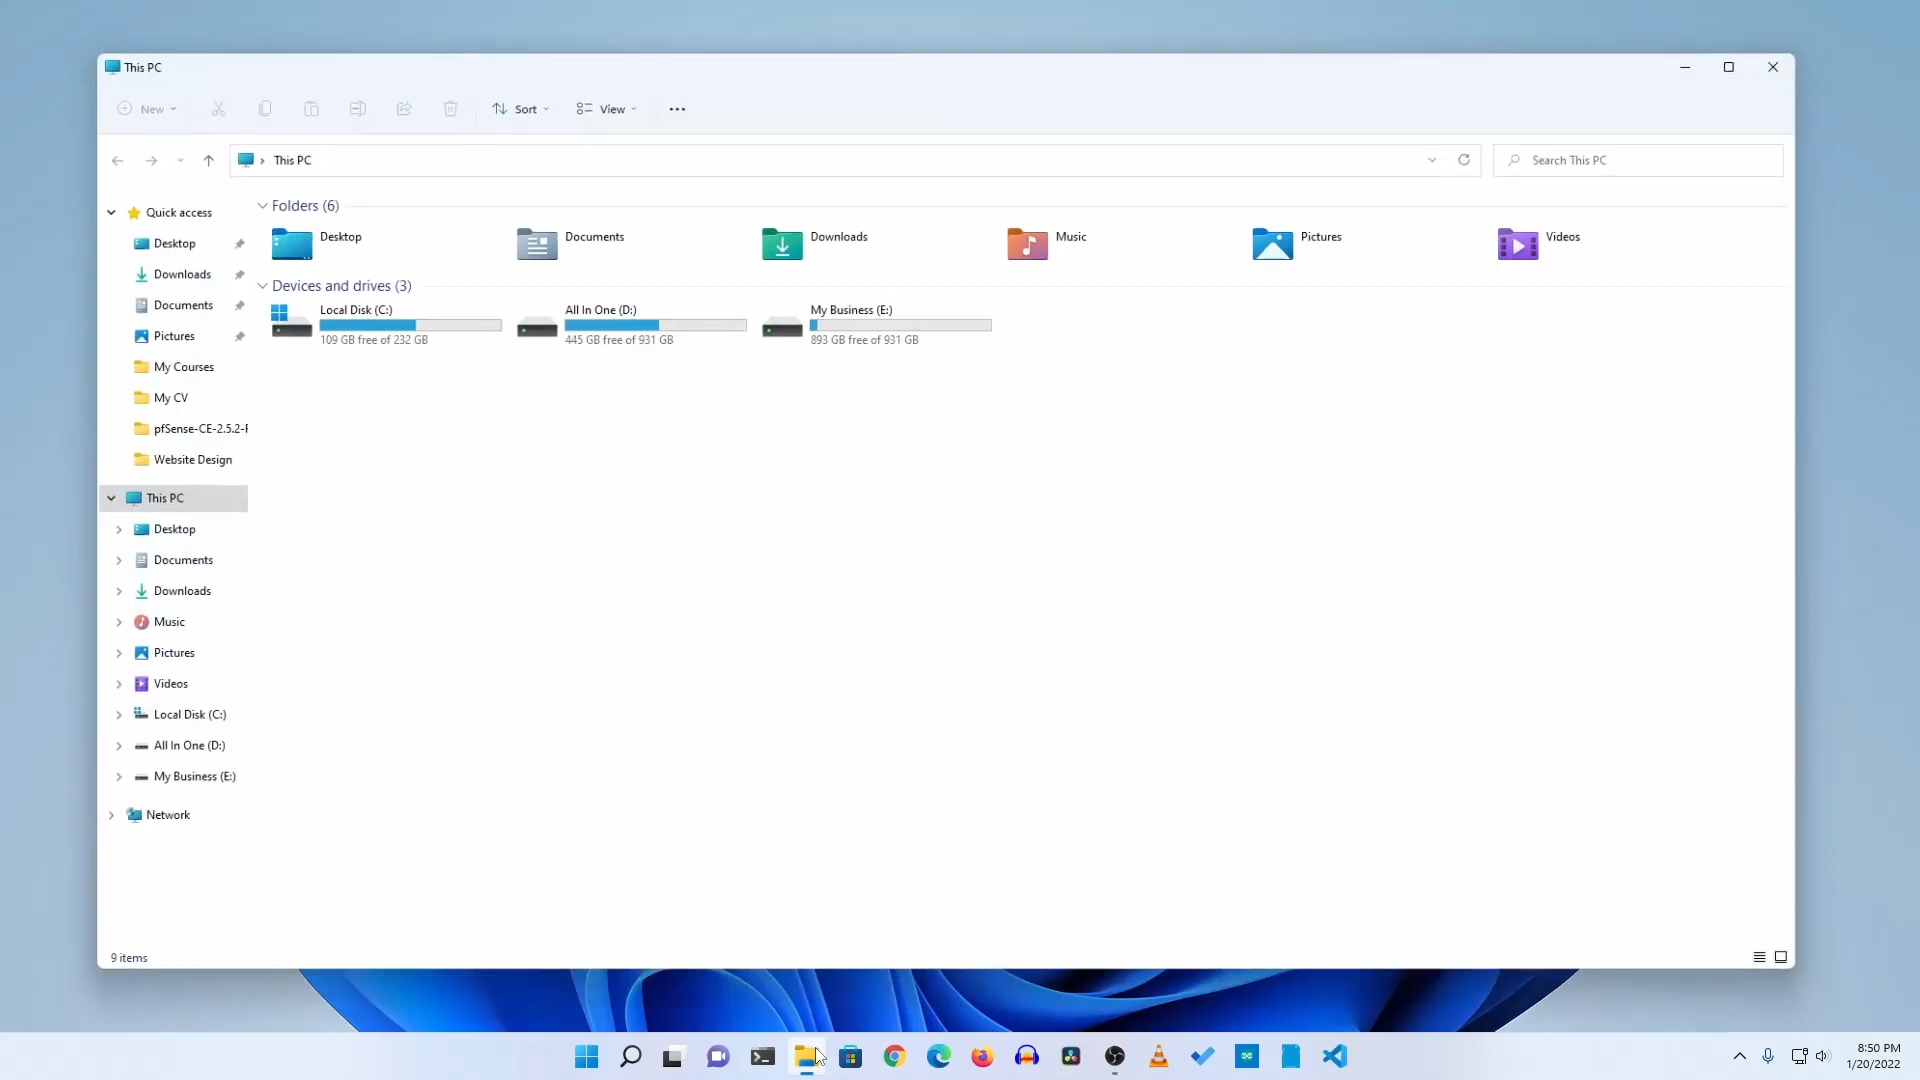 This PC
New
Sort
View
This PC
Search This PC
Quick access
Desktop
Downloads
Documents
Pictures
My Courses
My CV
pfSense-CE-2.5.2-
Website Design
This PC
Desktop
Documents
Downloads
Music
Pictures
Videos
Local Disk (C:)
All In One (D:)
My Business (E:)
Network
Folders (6)
Desktop
Documents
Downloads
Music
Pictures
Videos
Devices and drives (3)
Local Disk (C:)
109 GB free of 232 GB
All In One (D:)
445 GB free of 931 GB
My Business (E:)
893 GB free of 931 GB
9 items
8:50 PM
1/20/2022